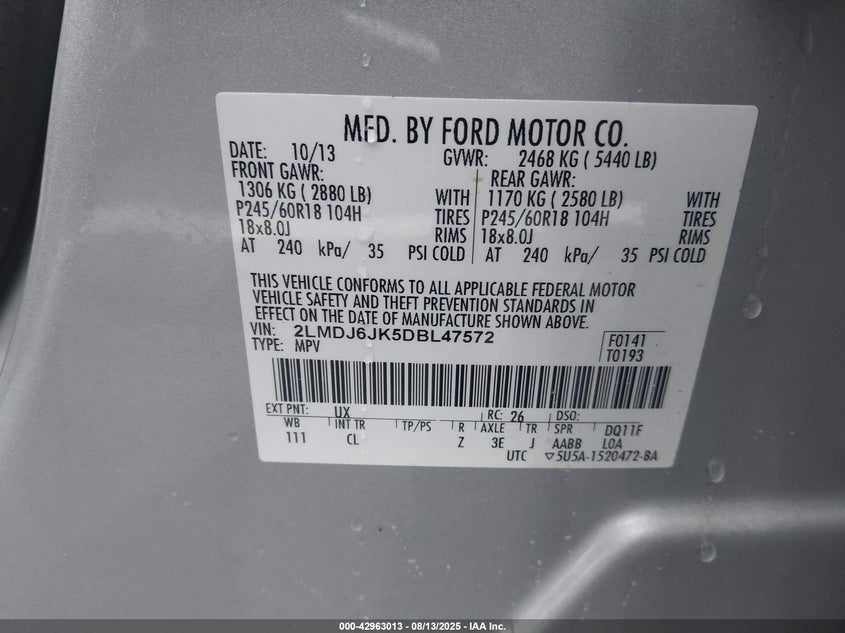 MFD. BY FORD MOTOR CO.
DATE: 10/13 GVWR: 2468 KG ( 5440 LB)
FRONT GAWR: REAR GAWR:
1306 KG ( 2880 LB) WITH 1170 KG ( 2580 LB) WITH
P245/60R18 104H TIRES P245/60R18 104H TIRES
18x8.0J RIMS 18x8.0J RIMS
AT 240 kPa/ 35 PSI COLD AT 240 kPa/ 35 PSI COLD
THIS VEHICLE CONFORMS TO ALL APPLICABLE FEDERAL MOTOR
VEHICLE SAFETY AND THEFT PREVENTION STANDARDS IN
EFFECT ON THE DATE OF MANUFACTURE SHOWN ABOVE.
VIN: 2LMDJ6JK5DBL47572 F0141
TYPE: MPV T0193
EXT PNT: UX RC: 26 DSO:
WB INT TR TP/PS R AXLE TR SPR DQ11F
111 CL Z 3E J AABB LOA
UTC ▽5U5A-1520472-BA
000-42963013 - 08/13/2025 - IAA Inc.